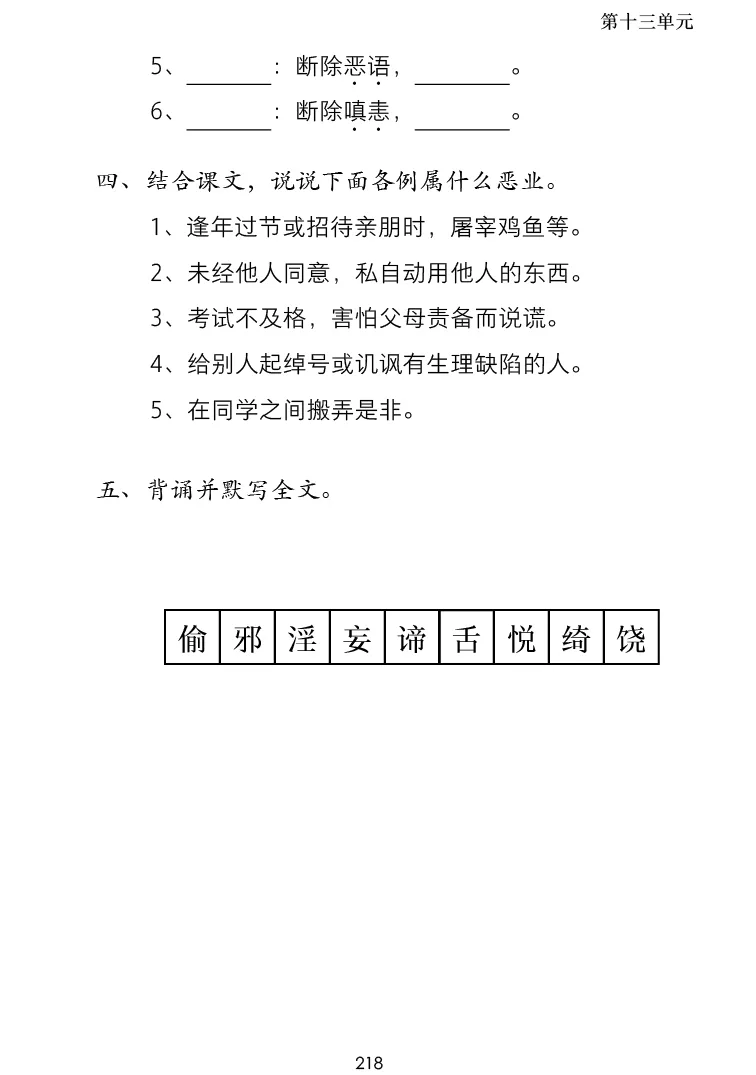 第十三单元
5、_______：断除恶语，________。
6、_______：断除嗔恚，________。
四、结合课文，说说下面各例属什么恶业。
1、逢年过节或招待亲朋时，屠宰鸡鱼等。
2、未经他人同意，私自动用他人的东西。
3、考试不及格，害怕父母责备而说谎。
4、给别人起绰号或讥讽有生理缺陷的人。
5、在同学之间搬弄是非。
五、背诵并默写全文。
偷 邪 淫 妄 谛 舌 悦 绮 饶
218